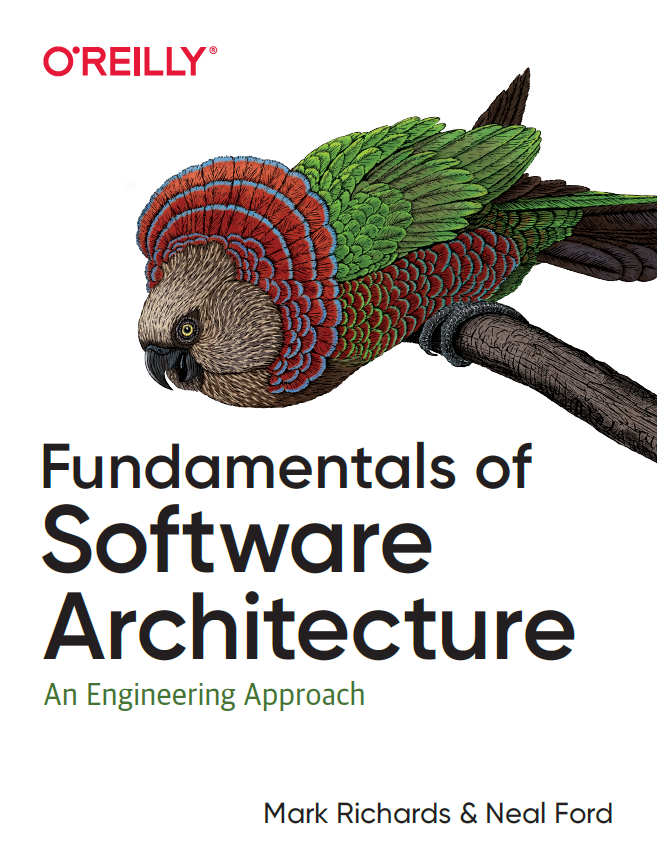 O'REILLY®
Fundamentals of
Software
Architecture
An Engineering Approach
Mark Richards & Neal Ford